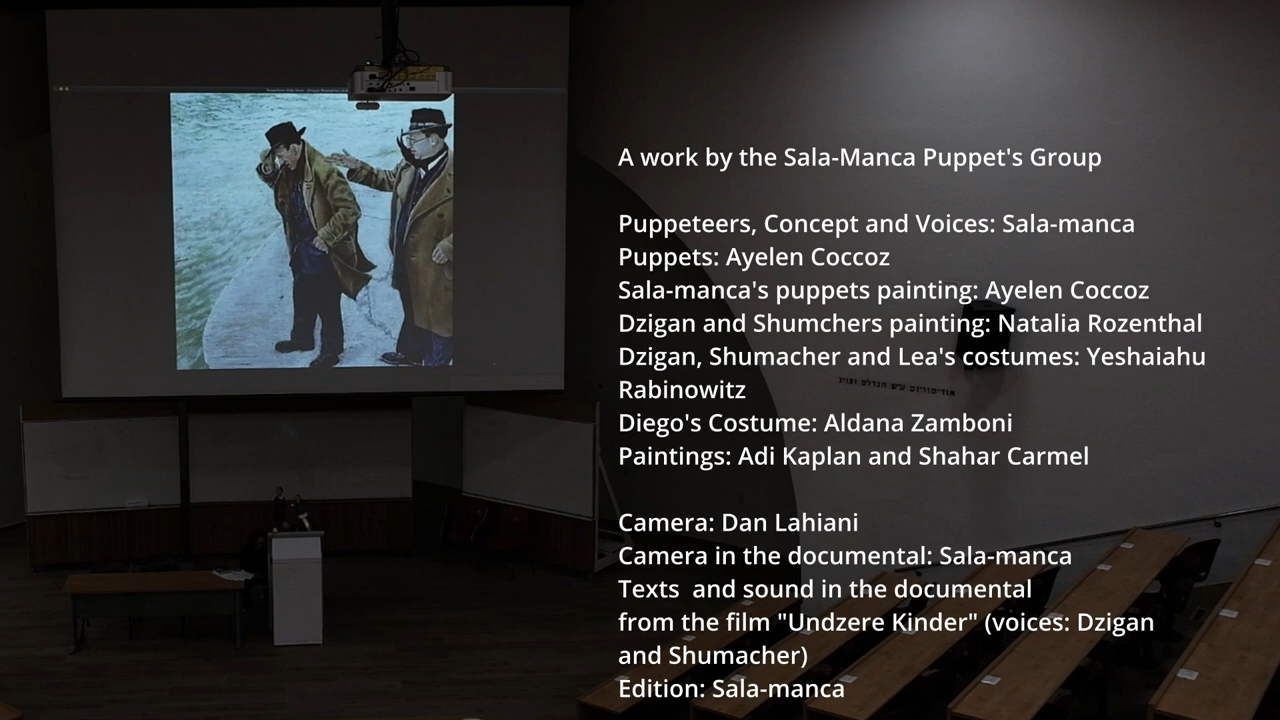 A work by the Sala-Manca Puppet's Group
Puppeteers, Concept and Voices: Sala-manca
Puppets: Ayelen Coccoz
Sala-manca's puppets painting: Ayelen Coccoz
Dzigan and Shumchers painting: Natalia Rozenthal
Dzigan, Shumacher and Lea's costumes: Yeshaiahu
Rabinowitz
אודיטוריום ע"ש הנדלס וצויג
Diego's Costume: Aldana Zamboni
Paintings: Adi Kaplan and Shahar Carmel
Camera: Dan Lahiani
Camera in the documental: Sala-manca
Texts  and sound in the documental
from the film "Undzere Kinder" (voices: Dzigan
and Shumacher)
Edition: Sala-manca